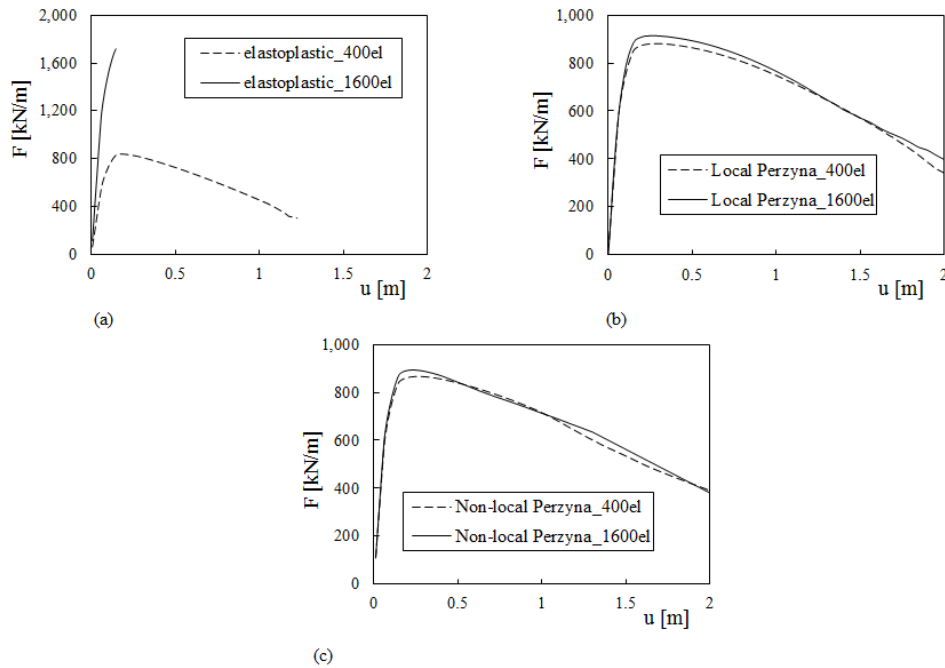 2,000
1,600
1,200
800
400
0
F [kN/m]
elastoplastic_400el
elastoplastic_1600el
0 0.5 1 1.5 2
u [m]
(a)
1,000
800
600
400
200
0
F [kN/m]
Local Perzyna_400el
Local Perzyna_1600el
0 0.5 1 1.5 2
u [m]
(b)
1,000
800
600
400
200
0
F [kN/m]
Non-local Perzyna_400el
Non-local Perzyna_1600el
0 0.5 1 1.5 2
u [m]
(c)